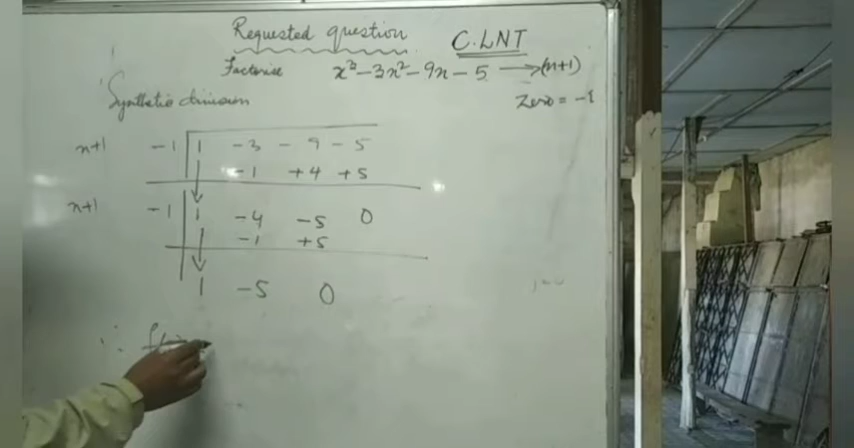 Requested question
C.LNT
Factorise x³-3x²-9x-5 → (x+1)
Zero = -1
Synthetic division
x+1 -1 1 -3 -9 -5
-1 +4 +5
x+1 -1 1 -4 -5 0
-1 +5
1 -5 0
∴ f(